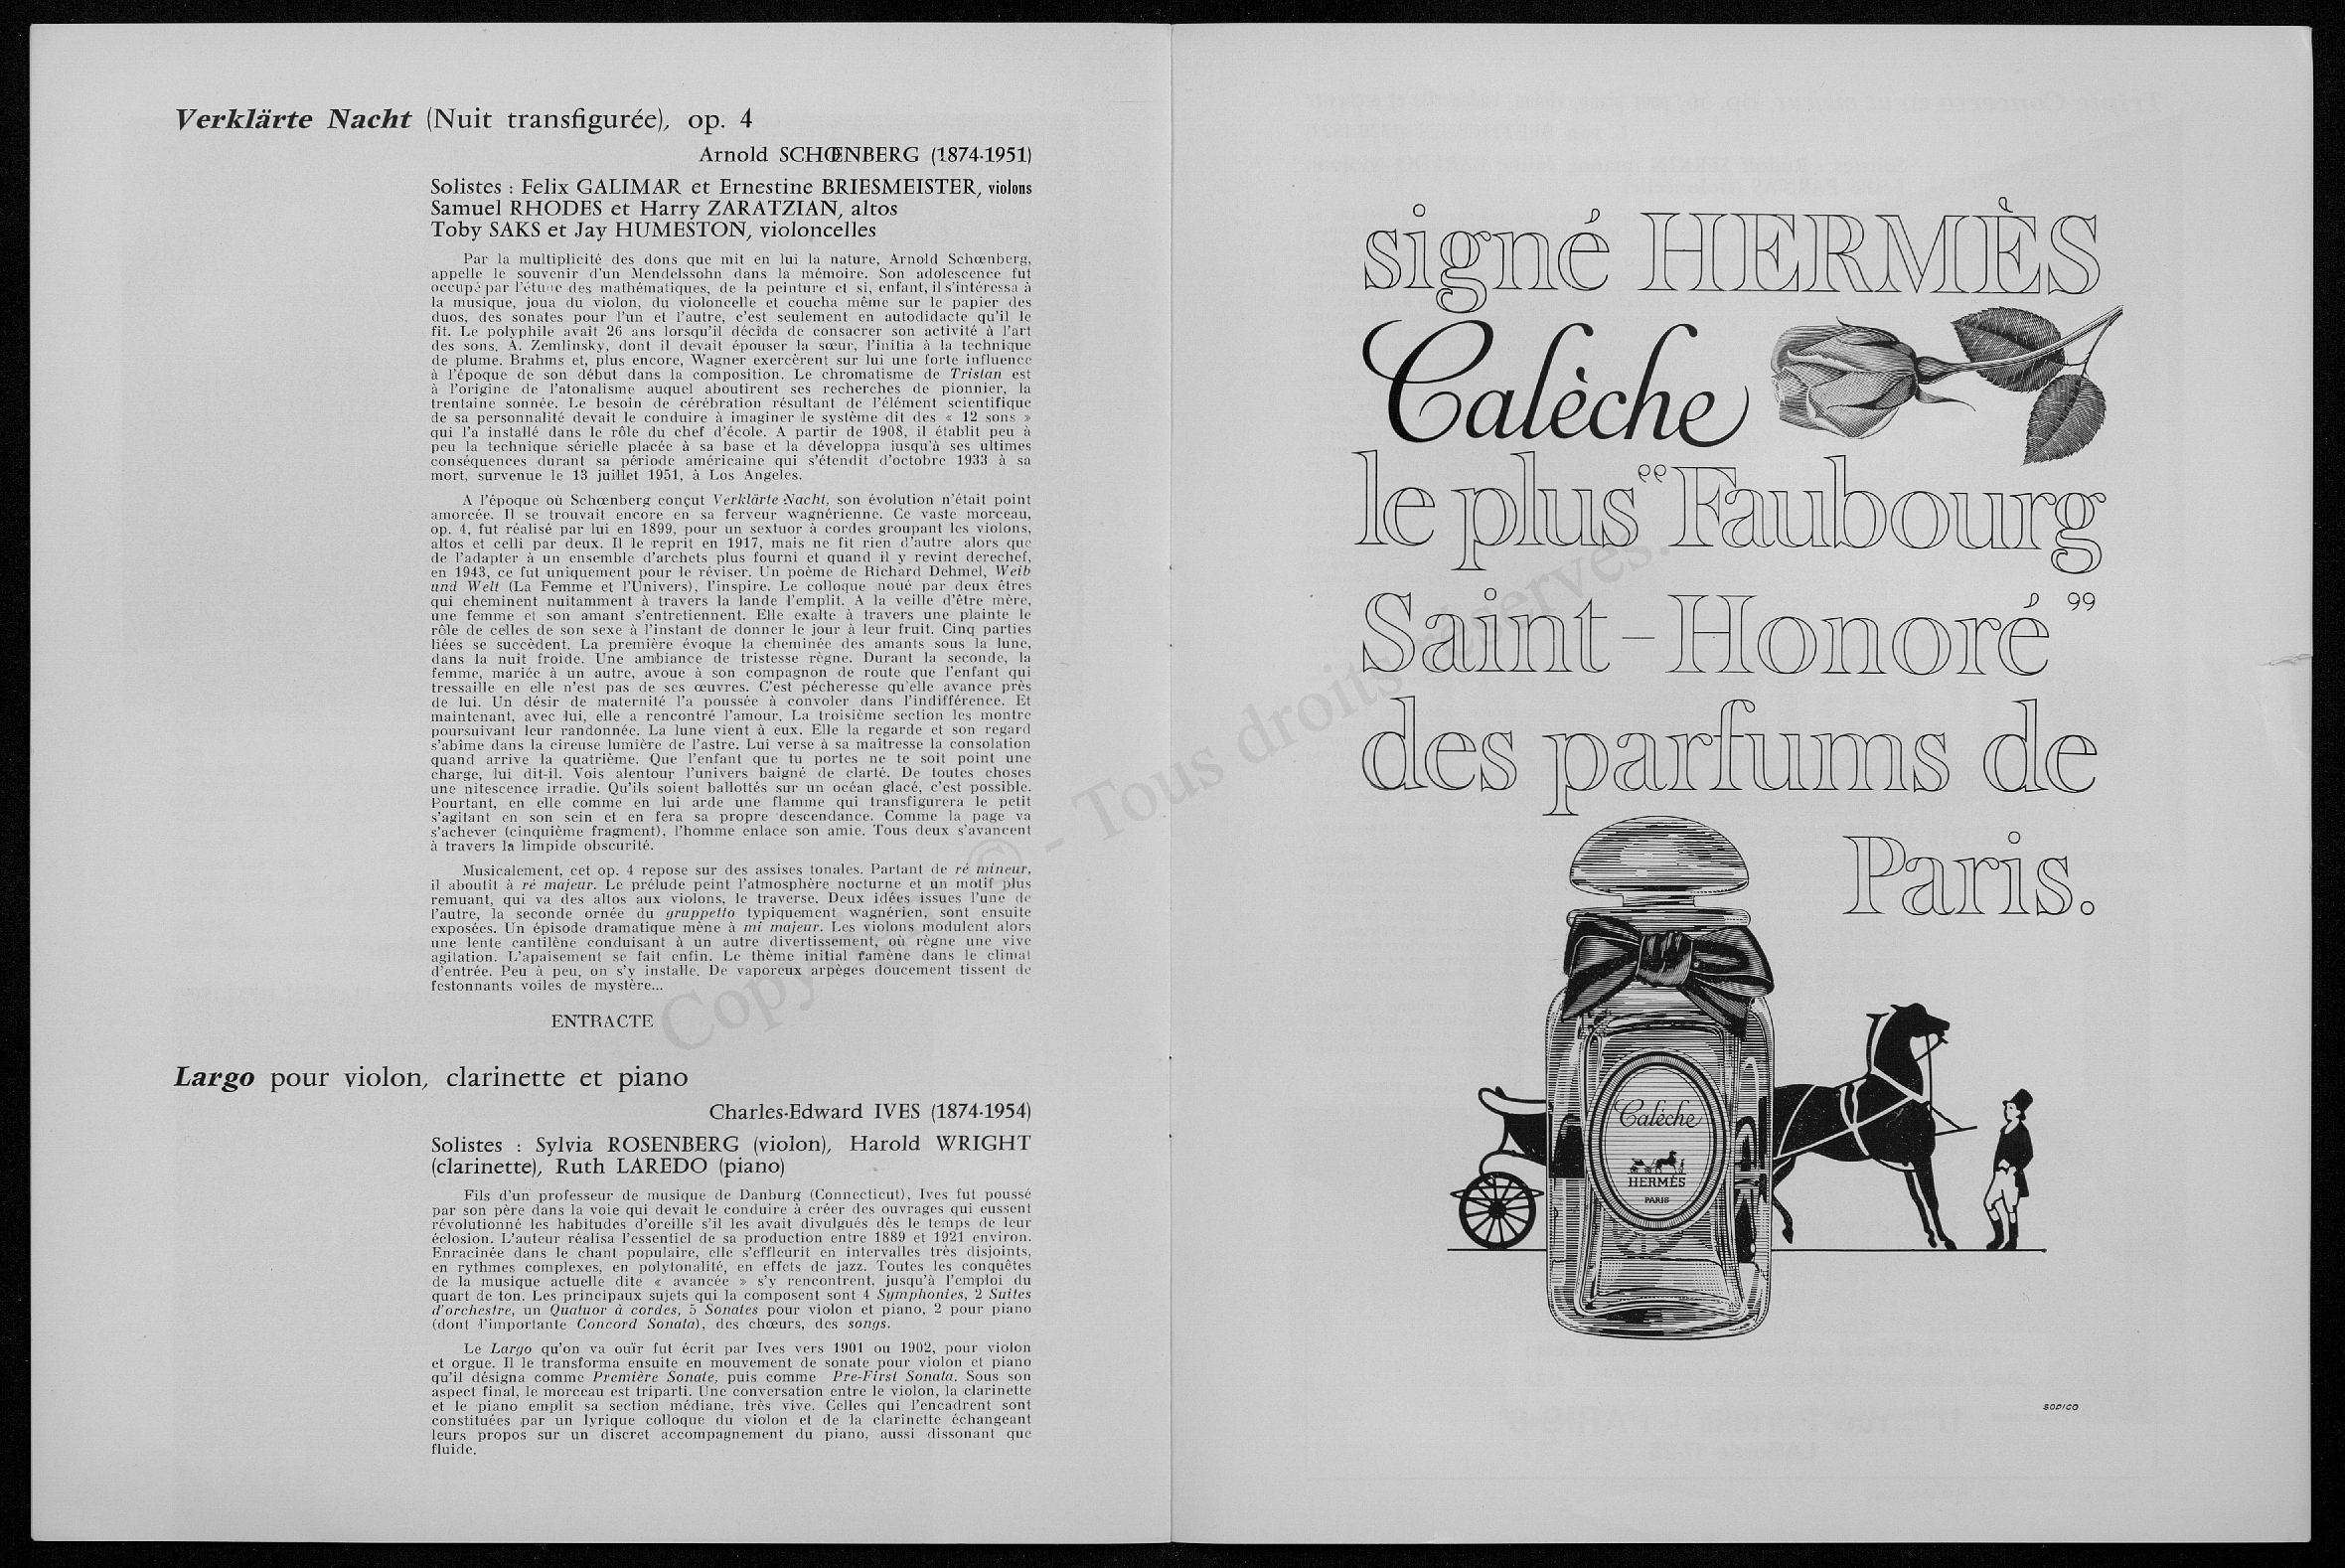 Verklärte Nacht (Nuit transfigurée), op. 4
Arnold SCHŒNBERG (1874-1951)
Solistes : Felix GALIMAR et Ernestine BRIESMEISTER, violons
Samuel RHODES et Harry ZARATZIAN, altos
Toby SAKS et Jay HUMESTON, violoncelles
Par la multiplicité des dons que mit en lui la nature, Arnold Schœnberg,
appelle le souvenir d'un Mendelssohn dans la mémoire. Son adolescence fut
occupé par l'étude des mathématiques, de la peinture et si, enfant, il s'intéressa à
la musique, joua du violon, du violoncelle et coucha même sur le papier des
duos, des sonates pour l'un et l'autre, c'est seulement en autodidacte qu'il le
fit. Le polyphile avait 26 ans lorsqu'il décida de consacrer son activité à l'art
des sons. A. Zemlinsky, dont il devait épouser la sœur, l'initia à la technique
de plume. Brahms et, plus encore, Wagner exercèrent sur lui une forte influence
à l'époque de son début dans la composition. Le chromatisme de Tristan est
à l'origine de l'atonalisme auquel aboutirent ses recherches de pionnier, la
trentaine sonnée. Le besoin de cérébration résultant de l'élément scientifique
de sa personnalité devait le conduire à imaginer le système dit des « 12 sons »
qui l'a installé dans le rôle du chef d'école. A partir de 1908, il établit peu à
peu la technique sérielle placée à sa base et la développa jusqu'à ses ultimes
conséquences durant sa période américaine qui s'étendit d'octobre 1933 à sa
mort, survenue le 13 juillet 1951, à Los Angeles.
A l'époque où Schœnberg conçut Verklärte Nacht, son évolution n'était point
amorcée. Il se trouvait encore en sa ferveur wagnérienne. Ce vaste morceau,
op. 4, fut réalisé par lui en 1899, pour un sextuor à cordes groupant les violons,
altos et celli par deux. Il le reprit en 1917, mais ne fit rien d'autre alors que
de l'adapter à un ensemble d'archets plus fourni et quand il y revint derechef,
en 1943, ce fut uniquement pour le réviser. Un poème de Richard Dehmel, Weib
und Welt (La Femme et l'Univers), l'inspire. Le colloque noué par deux êtres
qui cheminent nuitamment à travers la lande l'emplit. A la veille d'être mère,
une femme et son amant s'entretiennent. Elle exalte à travers une plainte le
rôle de celles de son sexe à l'instant de donner le jour à leur fruit. Cinq parties
liées se succèdent. La première évoque la cheminée des amants sous la lune,
dans la nuit froide. Une ambiance de tristesse règne. Durant la seconde, la
femme, mariée à un autre, avoue à son compagnon de route que l'enfant qui
tressaille en elle n'est pas de ses œuvres. C'est pécheresse qu'elle avance près
de lui. Un désir de maternité l'a poussée à convoler dans l'indifférence. Et
maintenant, avec lui, elle a rencontré l'amour. La troisième section les montre
poursuivant leur randonnée. La lune vient à eux. Elle la regarde et son regard
s'abîme dans la cireuse lumière de l'astre. Lui verse à sa maîtresse la consolation
quand arrive la quatrième. Que l'enfant que tu portes ne te soit point une
charge, lui dit-il. Vois alentour l'univers baigné de clarté. De toutes choses
une nitescence irradie. Qu'ils soient ballottés sur un océan glacé, c'est possible.
Pourtant, en elle comme en lui arde une flamme qui transfigurera le petit
s'agitant en son sein et en fera sa propre descendance. Comme la page va
s'achever (cinquième fragment), l'homme enlace son amie. Tous deux s'avancent
à travers la limpide obscurité.
Musicalement, cet op. 4 repose sur des assises tonales. Partant de ré mineur,
il aboutit à ré majeur. Le prélude peint l'atmosphère nocturne et un motif plus
remuant, qui va des altos aux violons, le traverse. Deux idées issues l'une de
l'autre, la seconde ornée du gruppetto typiquement wagnérien, sont ensuite
exposées. Un épisode dramatique mène à mi majeur. Les violons modulent alors
une lente cantilène conduisant à un autre divertissement, où règne une vive
agitation. L'apaisement se fait enfin. Le thème initial ramène dans le climat
d'entrée. Peu à peu, on s'y installe. De vaporeux arpèges doucement tissent de
festonnants voiles de mystère...
ENTRACTE
Largo pour violon, clarinette et piano
Charles-Edward IVES (1874-1954)
Solistes : Sylvia ROSENBERG (violon), Harold WRIGHT
(clarinette), Ruth LAREDO (piano)
Fils d'un professeur de musique de Danburg (Connecticut), Ives fut poussé
par son père dans la voie qui devait le conduire à créer des ouvrages qui eussent
révolutionné les habitudes d'oreille s'il les avait divulgués dès le temps de leur
éclosion. L'auteur réalisa l'essentiel de sa production entre 1889 et 1921 environ.
Enracinée dans le chant populaire, elle s'effleurit en intervalles très disjoints,
en rythmes complexes, en polytonalité, en effets de jazz. Toutes les conquêtes
de la musique actuelle dite « avancée » s'y rencontrent, jusqu'à l'emploi du
quart de ton. Les principaux sujets qui la composent sont 4 Symphonies, 2 Suites
d'orchestre, un Quatuor à cordes, 5 Sonates pour violon et piano, 2 pour piano
(dont l'importante Concord Sonata), des chœurs, des songs.
Le Largo qu'on va ouïr fut écrit par Ives vers 1901 ou 1902, pour violon
et orgue. Il le transforma ensuite en mouvement de sonate pour violon et piano
qu'il désigna comme Première Sonate, puis comme Pre-First Sonata. Sous son
aspect final, le morceau est triparti. Une conversation entre le violon, la clarinette
et le piano emplit sa section médiane, très vive. Celles qui l'encadrent sont
constituées par un lyrique colloque du violon et de la clarinette échangeant
leurs propos sur un discret accompagnement du piano, aussi dissonant que
fluide.
signé HERMÈS
Calèche
le plus "Faubourg
Saint-Honoré"
des parfums de
Paris.
Calèche
HERMÈS
PARIS
SODICO
Copyright © - Tous droits réservés.